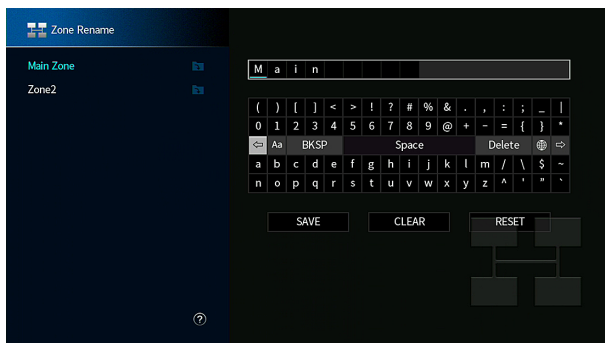 Zone Rename
Main Zone
Zone2
Main
( ) [ ] < > ! ? # % & . , : ; _ |
0 1 2 3 4 5 6 7 8 9 @ + - = { } *
⇦ Aa BKSP Space Delete ⇨
a b c d e f g h i j k l m / \ $ ~
n o p q r s t u v w x y z ^ ' " `
SAVE CLEAR RESET
?